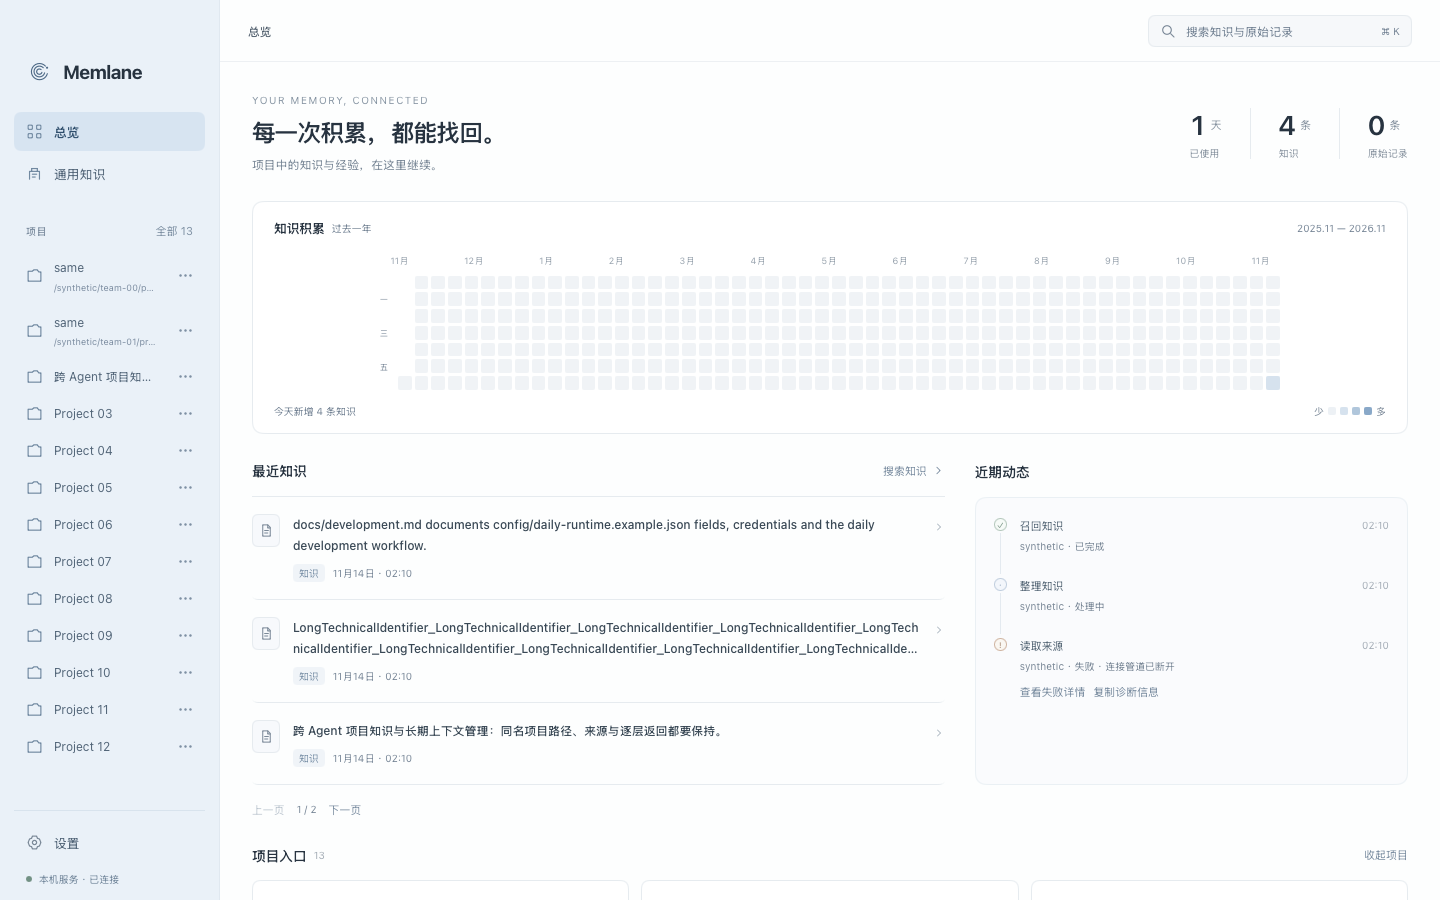 Memlane
总览
通用知识
项目
全部 13
same
/synthetic/team-00/p...
same
/synthetic/team-01/pr...
跨 Agent 项目知...
Project 03
Project 04
Project 05
Project 06
Project 07
Project 08
Project 09
Project 10
Project 11
Project 12
设置
本机服务 · 已连接
总览
搜索知识与原始记录
⌘ K
YOUR MEMORY, CONNECTED
每一次积累，都能找回。
项目中的知识与经验，在这里继续。
1 天
已使用
4 条
知识
0 条
原始记录
知识积累 过去一年
2025.11 — 2026.11
11月 12月 1月 2月 3月 4月 5月 6月 7月 8月 9月 10月 11月
一
三
五
今天新增 4 条知识
少 多
最近知识
搜索知识
docs/development.md documents config/daily-runtime.example.json fields, credentials and the daily
development workflow.
知识 11月14日 · 02:10
LongTechnicalIdentifier_LongTechnicalIdentifier_LongTechnicalIdentifier_LongTechnicalIdentifier_LongTech
nicalIdentifier_LongTechnicalIdentifier_LongTechnicalIdentifier_LongTechnicalIdentifier_LongTechnicalIde...
知识 11月14日 · 02:10
跨 Agent 项目知识与长期上下文管理：同名项目路径、来源与逐层返回都要保持。
知识 11月14日 · 02:10
上一页 1 / 2 下一页
近期动态
召回知识 02:10
synthetic · 已完成
整理知识 02:10
synthetic · 处理中
读取来源 02:10
synthetic · 失败 · 连接管道已断开
查看失败详情 复制诊断信息
项目入口 13
收起项目